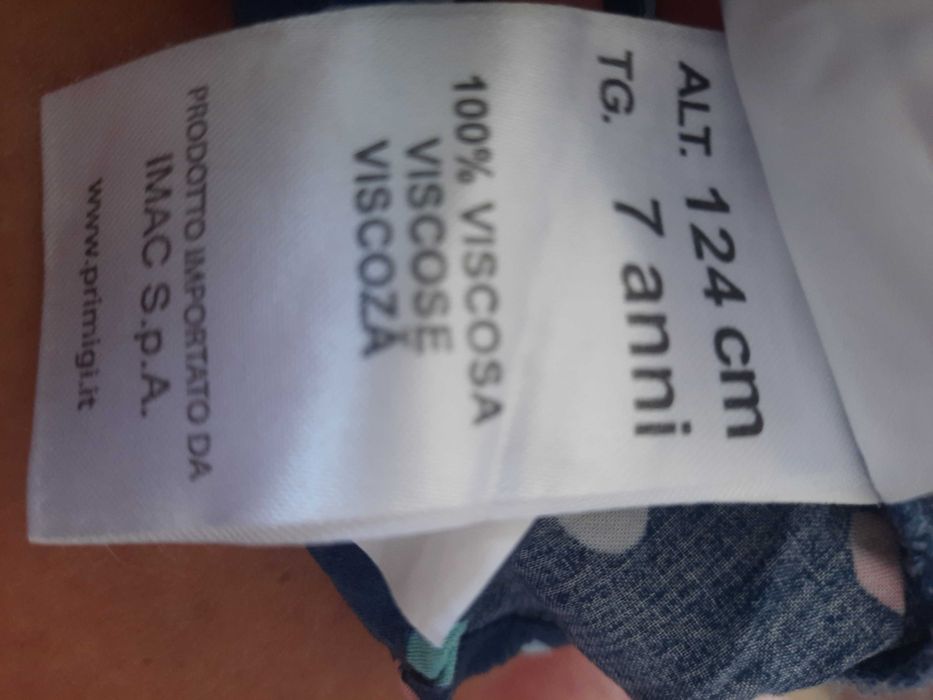 ALT. 124 cm
TG. 7 anni
100% VISCOSA
VISCOSE
VISCOZĂ
PRODOTTO IMPORTATO DA
IMAC S.p.A.
www.primigi.it